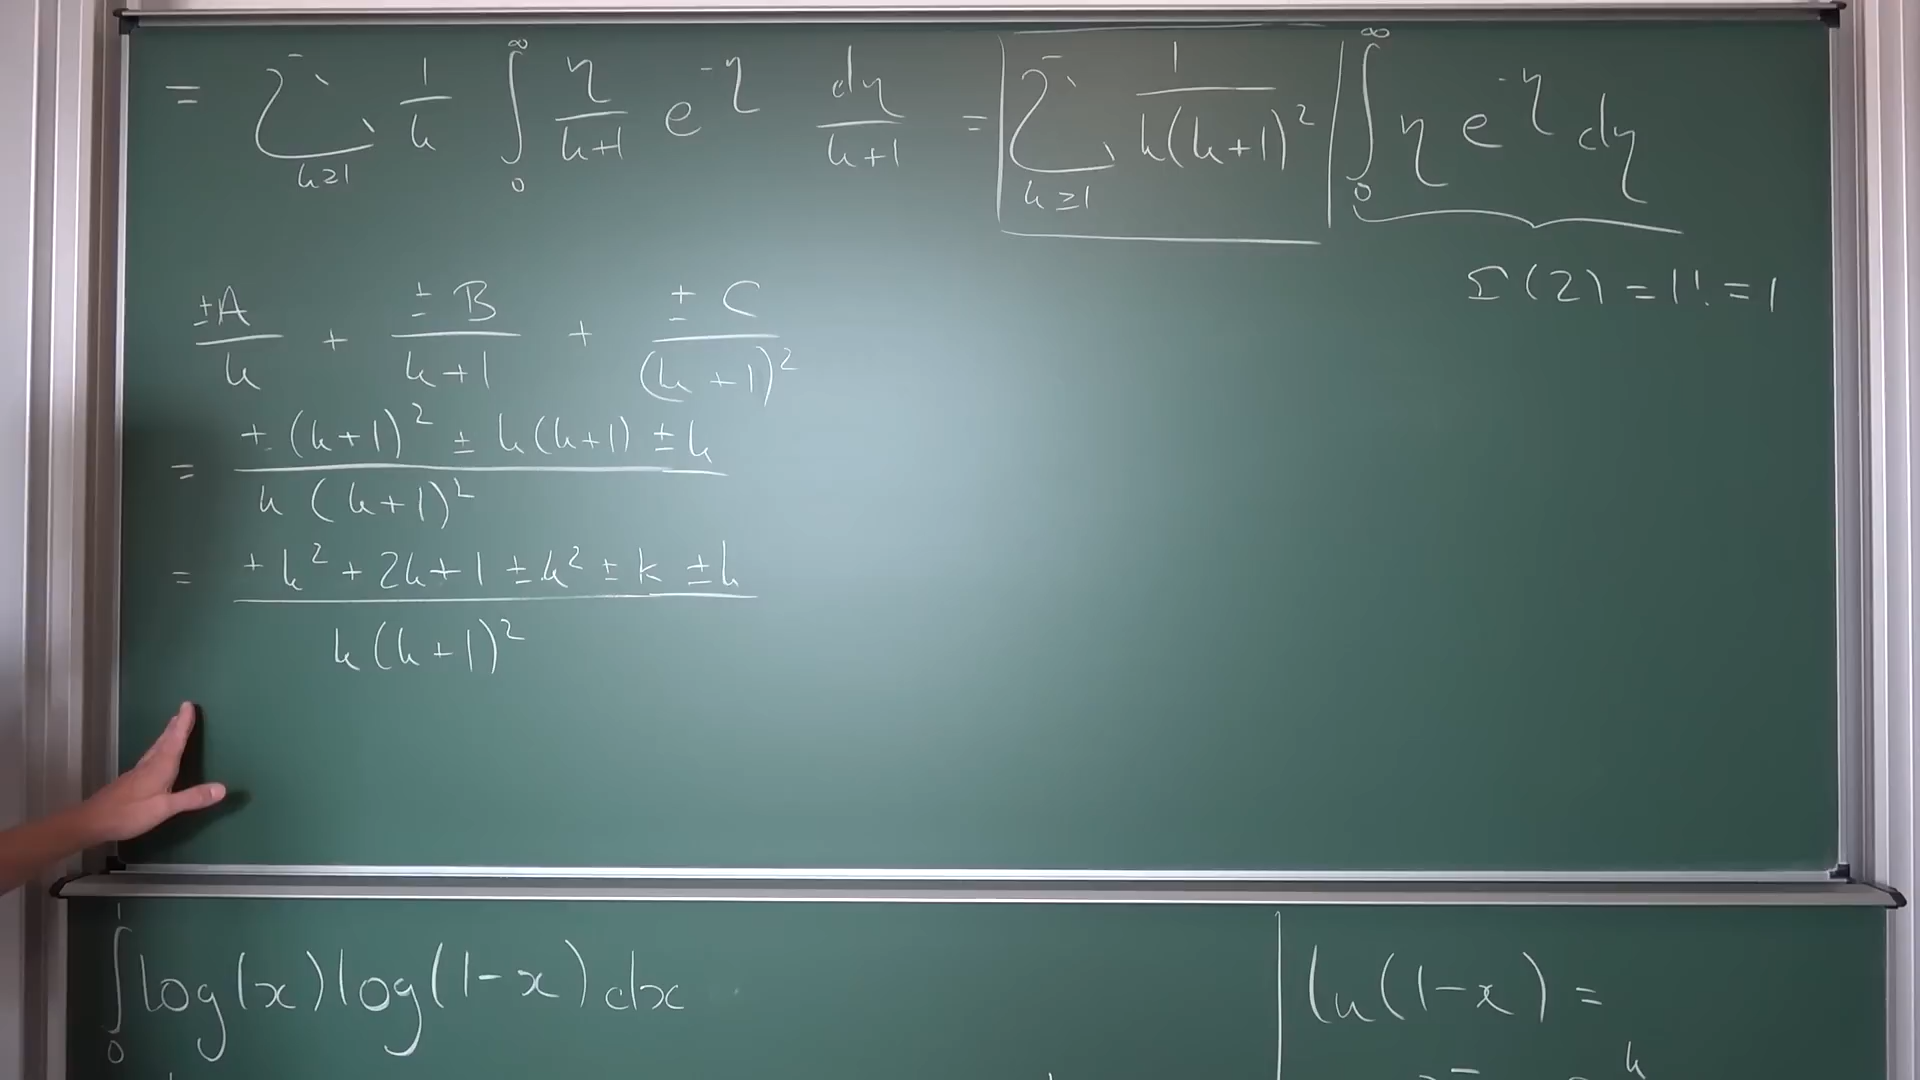 = ∑_{k≥1} 1/k ∫_0^∞ η/(k+1) e^{-η} dη/(k+1) = ∑_{k≥1} 1/(k(k+1)^2) ∫_0^∞ η e^{-η} dη
Γ(2) = 1! = 1
±A/k + ±B/(k+1) + ±C/(k+1)^2
= (±(k+1)^2 ± k(k+1) ± k)/(k(k+1)^2)
= (+k^2 + 2k + 1 ± k^2 ± k ± k)/(k(k+1)^2)
∫_0^1 log(x) log(1-x) dx
ln(1-x) =